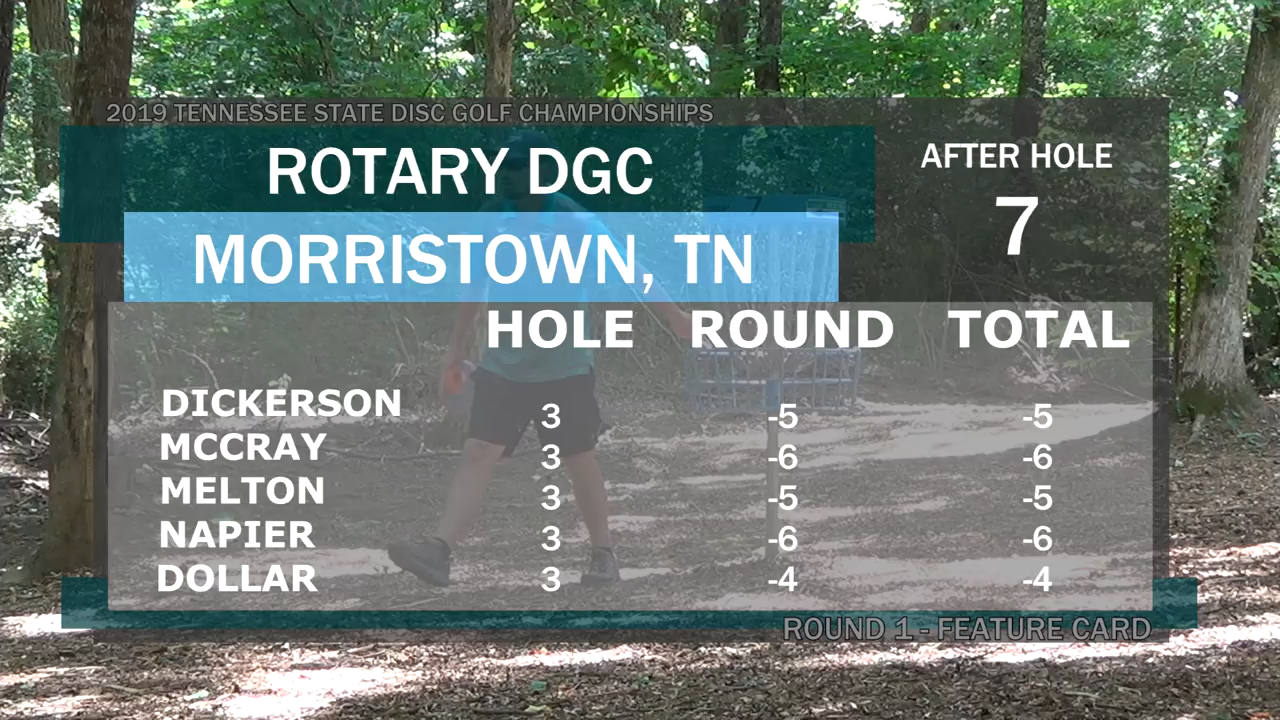 2019 TENNESSEE STATE DISC GOLF CHAMPIONSHIPS
ROTARY DGC
MORRISTOWN, TN
AFTER HOLE
7
HOLE ROUND TOTAL
DICKERSON 3 -5 -5
MCCRAY 3 -6 -6
MELTON 3 -5 -5
NAPIER 3 -6 -6
DOLLAR 3 -4 -4
ROUND 1 - FEATURE CARD
7